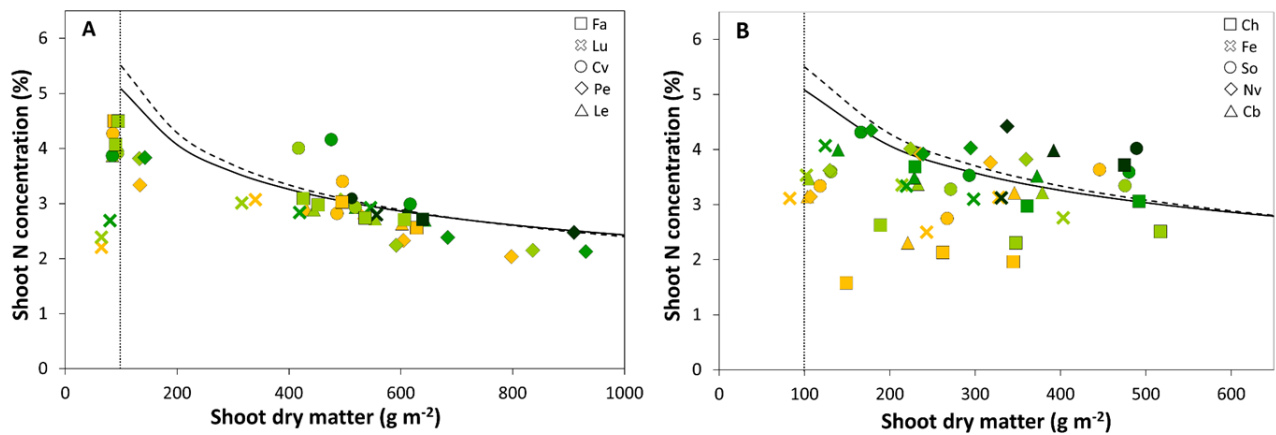 A
Shoot N concentration (%)
6
5
4
3
2
1
0
0 200 400 600 800 1000
Shoot dry matter (g m-2)
Fa
Lu
Cv
Pe
Le
B
Shoot N concentration (%)
6
5
4
3
2
1
0
0 100 200 300 400 500 600
Shoot dry matter (g m-2)
Ch
Fe
So
Nv
Cb